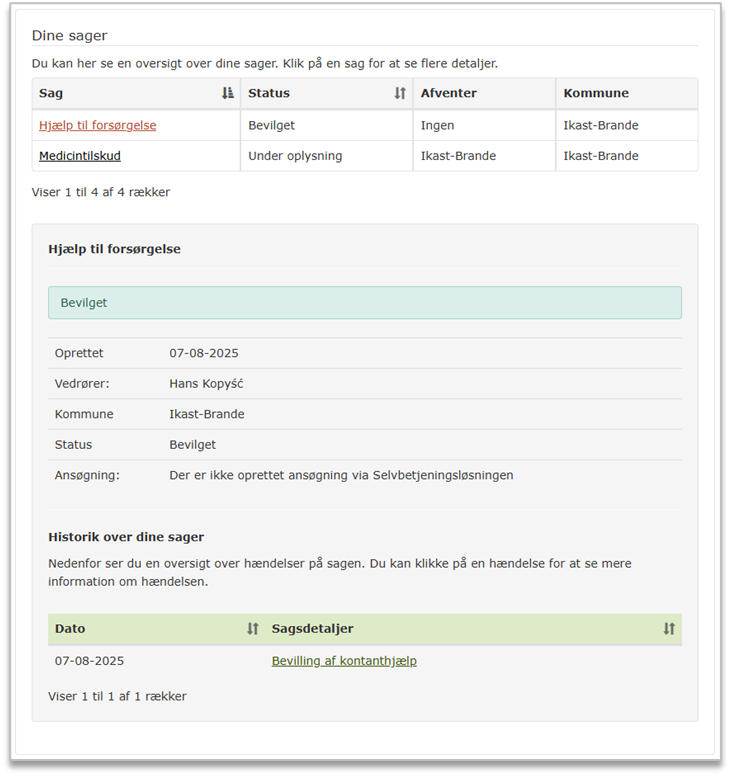 Dine sager
Du kan her se en oversigt over dine sager. Klik på en sag for at se flere detaljer.
Sag Status Afventer Kommune
Hjælp til forsørgelse Bevilget Ingen Ikast-Brande
Medicintilskud Under oplysning Ikast-Brande Ikast-Brande
Viser 1 til 4 af 4 rækker
Hjælp til forsørgelse
Bevilget
Oprettet 07-08-2025
Vedrører: Hans Kopyść
Kommune Ikast-Brande
Status Bevilget
Ansøgning: Der er ikke oprettet ansøgning via Selvbetjeningsløsningen
Historik over dine sager
Nedenfor ser du en oversigt over hændelser på sagen. Du kan klikke på en hændelse for at se mere
information om hændelsen.
Dato Sagsdetaljer
07-08-2025 Bevilling af kontanthjælp
Viser 1 til 1 af 1 rækker